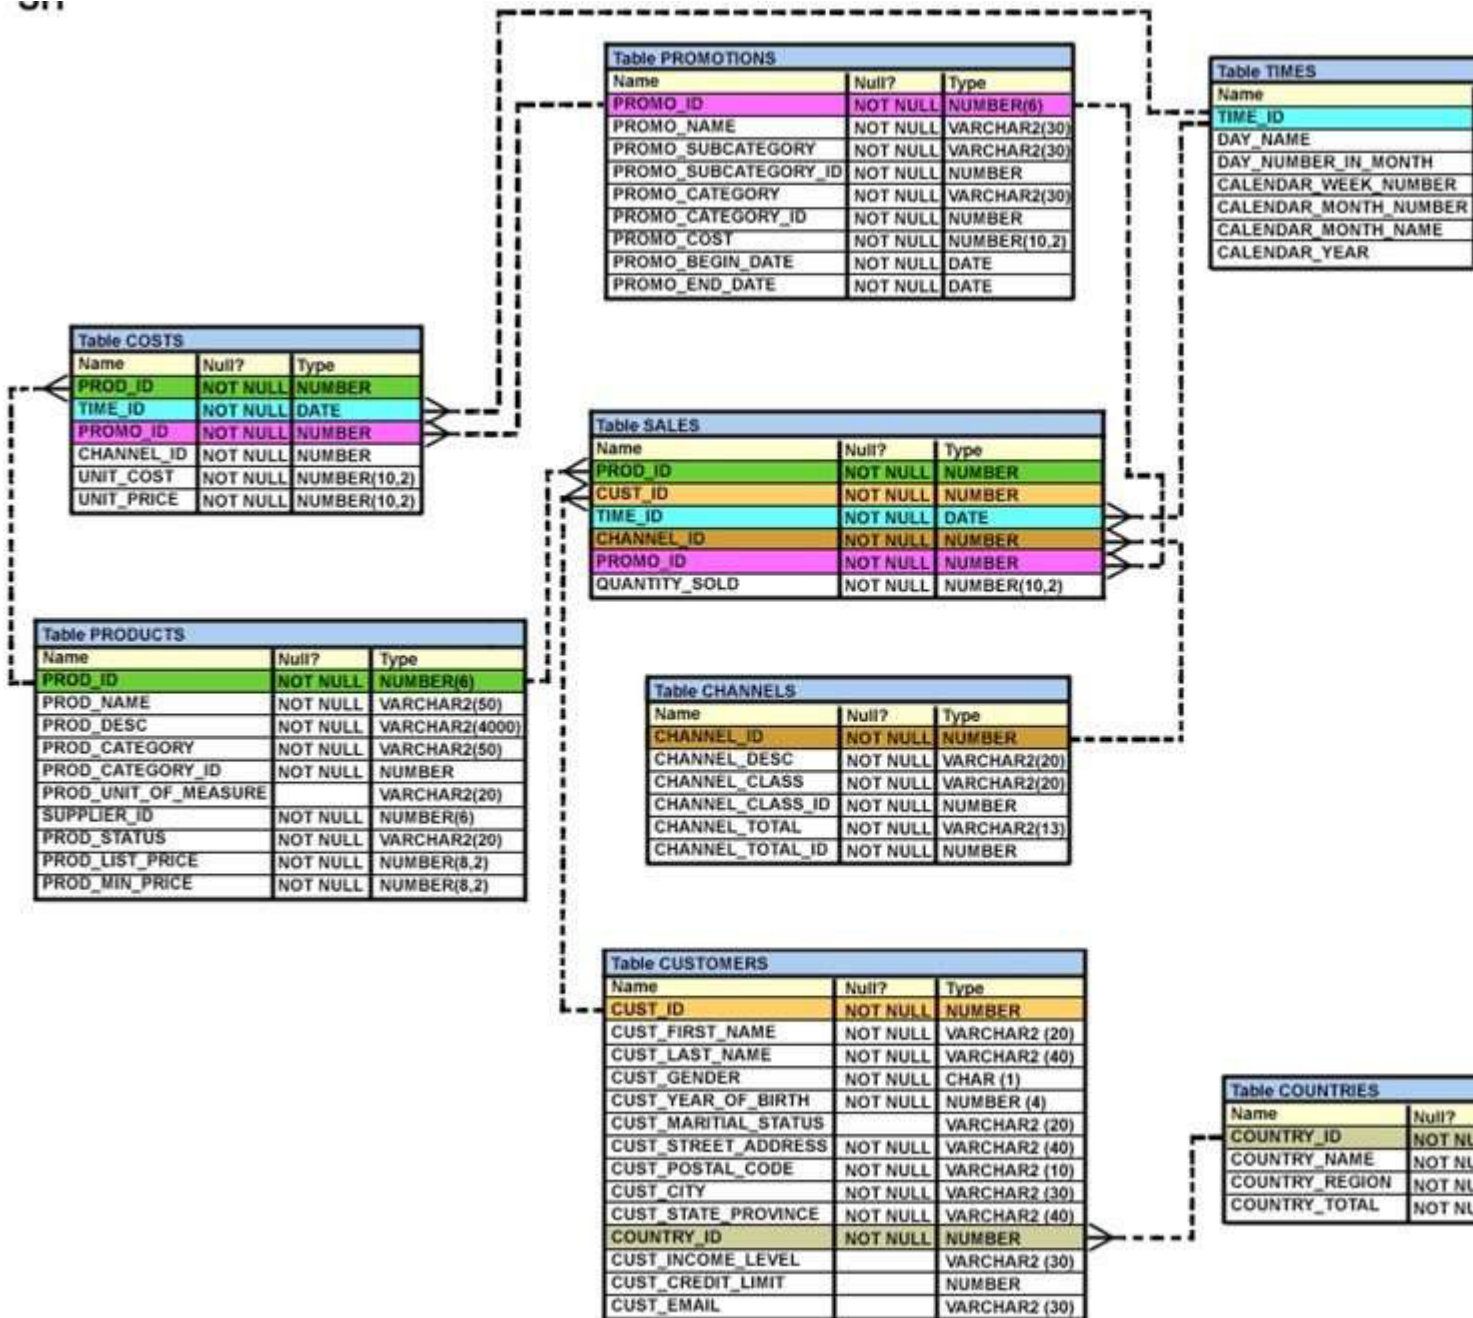 Table PROMOTIONS
Name Null? Type
PROMO_ID NOT NULL NUMBER(6)
PROMO_NAME NOT NULL VARCHAR2(30)
PROMO_SUBCATEGORY NOT NULL VARCHAR2(30)
PROMO_SUBCATEGORY_ID NOT NULL NUMBER
PROMO_CATEGORY NOT NULL VARCHAR2(30)
PROMO_CATEGORY_ID NOT NULL NUMBER
PROMO_COST NOT NULL NUMBER(10,2)
PROMO_BEGIN_DATE NOT NULL DATE
PROMO_END_DATE NOT NULL DATE
Table TIMES
Name
TIME_ID
DAY_NAME
DAY_NUMBER_IN_MONTH
CALENDAR_WEEK_NUMBER
CALENDAR_MONTH_NUMBER
CALENDAR_MONTH_NAME
CALENDAR_YEAR
Table COSTS
Name Null? Type
PROD_ID NOT NULL NUMBER
TIME_ID NOT NULL DATE
PROMO_ID NOT NULL NUMBER
CHANNEL_ID NOT NULL NUMBER
UNIT_COST NOT NULL NUMBER(10,2)
UNIT_PRICE NOT NULL NUMBER(10,2)
Table SALES
Name Null? Type
PROD_ID NOT NULL NUMBER
CUST_ID NOT NULL NUMBER
TIME_ID NOT NULL DATE
CHANNEL_ID NOT NULL NUMBER
PROMO_ID NOT NULL NUMBER
QUANTITY_SOLD NOT NULL NUMBER(10,2)
Table PRODUCTS
Name Null? Type
PROD_ID NOT NULL NUMBER(6)
PROD_NAME NOT NULL VARCHAR2(50)
PROD_DESC NOT NULL VARCHAR2(4000)
PROD_CATEGORY NOT NULL VARCHAR2(50)
PROD_CATEGORY_ID NOT NULL NUMBER
PROD_UNIT_OF_MEASURE VARCHAR2(20)
SUPPLIER_ID NOT NULL NUMBER(6)
PROD_STATUS NOT NULL VARCHAR2(20)
PROD_LIST_PRICE NOT NULL NUMBER(8,2)
PROD_MIN_PRICE NOT NULL NUMBER(8,2)
Table CHANNELS
Name Null? Type
CHANNEL_ID NOT NULL NUMBER
CHANNEL_DESC NOT NULL VARCHAR2(20)
CHANNEL_CLASS NOT NULL VARCHAR2(20)
CHANNEL_CLASS_ID NOT NULL NUMBER
CHANNEL_TOTAL NOT NULL VARCHAR2(13)
CHANNEL_TOTAL_ID NOT NULL NUMBER
Table CUSTOMERS
Name Null? Type
CUST_ID NOT NULL NUMBER
CUST_FIRST_NAME NOT NULL VARCHAR2 (20)
CUST_LAST_NAME NOT NULL VARCHAR2 (40)
CUST_GENDER NOT NULL CHAR (1)
CUST_YEAR_OF_BIRTH NOT NULL NUMBER (4)
CUST_MARITIAL_STATUS VARCHAR2 (20)
CUST_STREET_ADDRESS NOT NULL VARCHAR2 (40)
CUST_POSTAL_CODE NOT NULL VARCHAR2 (10)
CUST_CITY NOT NULL VARCHAR2 (30)
CUST_STATE_PROVINCE NOT NULL VARCHAR2 (40)
COUNTRY_ID NOT NULL NUMBER
CUST_INCOME_LEVEL VARCHAR2 (30)
CUST_CREDIT_LIMIT NUMBER
CUST_EMAIL VARCHAR2 (30)
Table COUNTRIES
Name Null?
COUNTRY_ID NOT NU
COUNTRY_NAME NOT NU
COUNTRY_REGION NOT NU
COUNTRY_TOTAL NOT NU